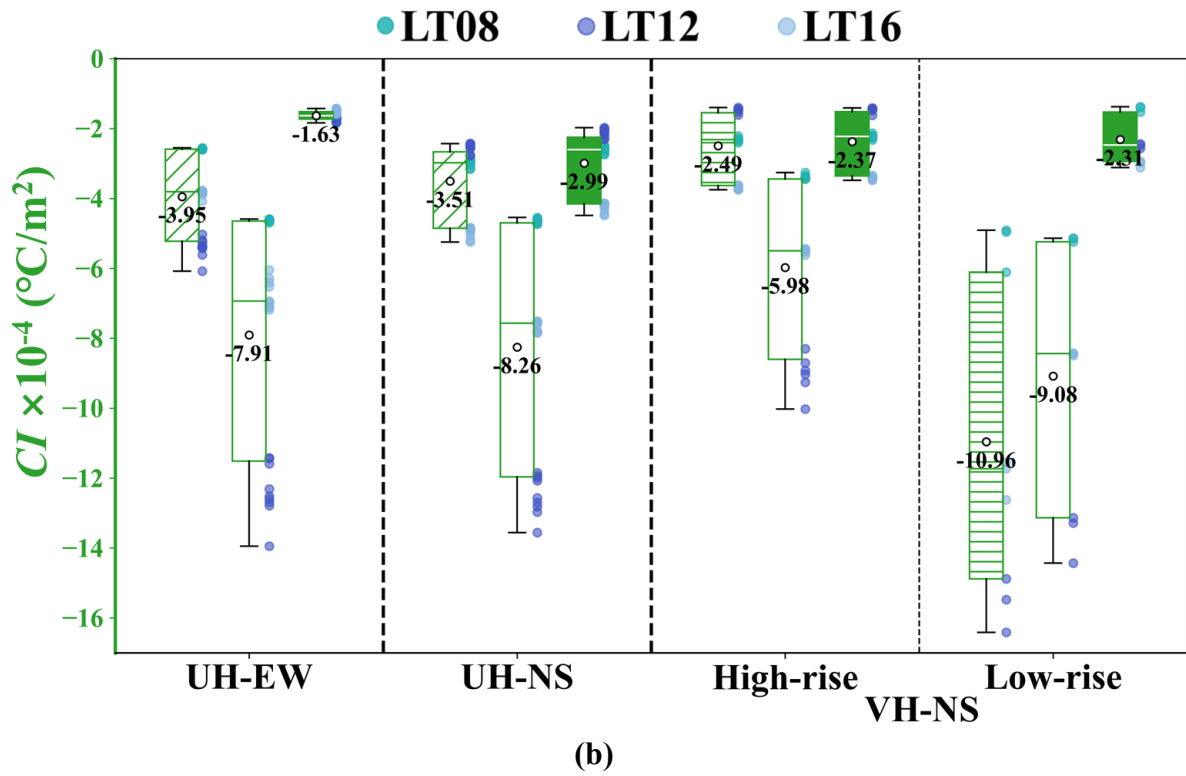 LT08 LT12 LT16
CI ×10⁻⁴ (°C/m²)
0
−2
−4
−6
−8
−10
−12
−14
−16
-3.95 -7.91 -1.63
-3.51 -8.26 -2.99
-2.49 -5.98 -2.37
-10.96 -9.08 -2.31
UH-EW UH-NS High-rise Low-rise
VH-NS
(b)